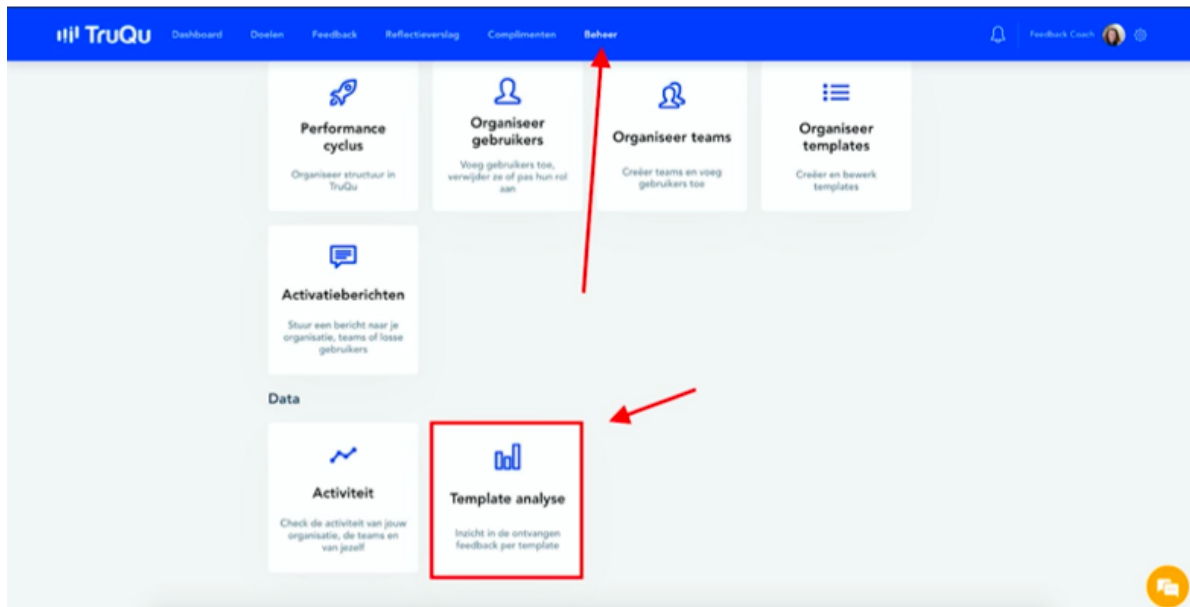 TruQu
Dashboard Doelen Feedback Reflectieverslag Complimenten Beheer Feedback Coach
Performance
cyclus
Organiseer structuur in
TruQu
Organiseer
gebruikers
Voeg gebruikers toe,
verwijder ze of pas hun rol
aan
Organiseer teams
Creëer teams en voeg
gebruikers toe
Organiseer
templates
Creëer en bewerk
templates
Activatieberichten
Stuur een bericht naar je
organisatie, teams of losse
gebruikers
Data
Activiteit
Check de activiteit van jouw
organisatie, de teams en
van jezelf
Template analyse
Inzicht in de ontvangen
feedback per template